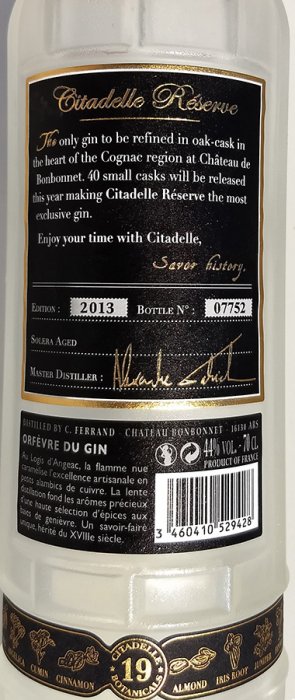 Citadelle Réserve
The only gin to be refined in oak-cask in
the heart of the Cognac region at Château de
Bonbonnet. 40 small casks will be released
this year making Citadelle Réserve the most
exclusive gin.
Enjoy your time with Citadelle,
Savor history.
EDITION : 2013 BOTTLE N° : 07752
SOLERA AGED
MASTER DISTILLER :
DISTILLED BY C. FERRAND - CHATEAU BONBONNET - 16130 ARS
ORFÈVRE DU GIN
Au Logis d'Angeac, la flamme nue
caramélise l'excellence artisanale en
petits alambics de cuivre. La lente
distillation fond les arômes précieux
d'une haute sélection d'épices aux
baies de genièvre. Un savoir-faire
unique, hérité du XVIIIe siècle.
44% VOL. - 70 CL
PRODUCT OF FRANCE
3 460410 529428
CUMIN CINNAMON CITADELLE 19 BOTANICALS ALMOND IRIS ROOT JUNIPER